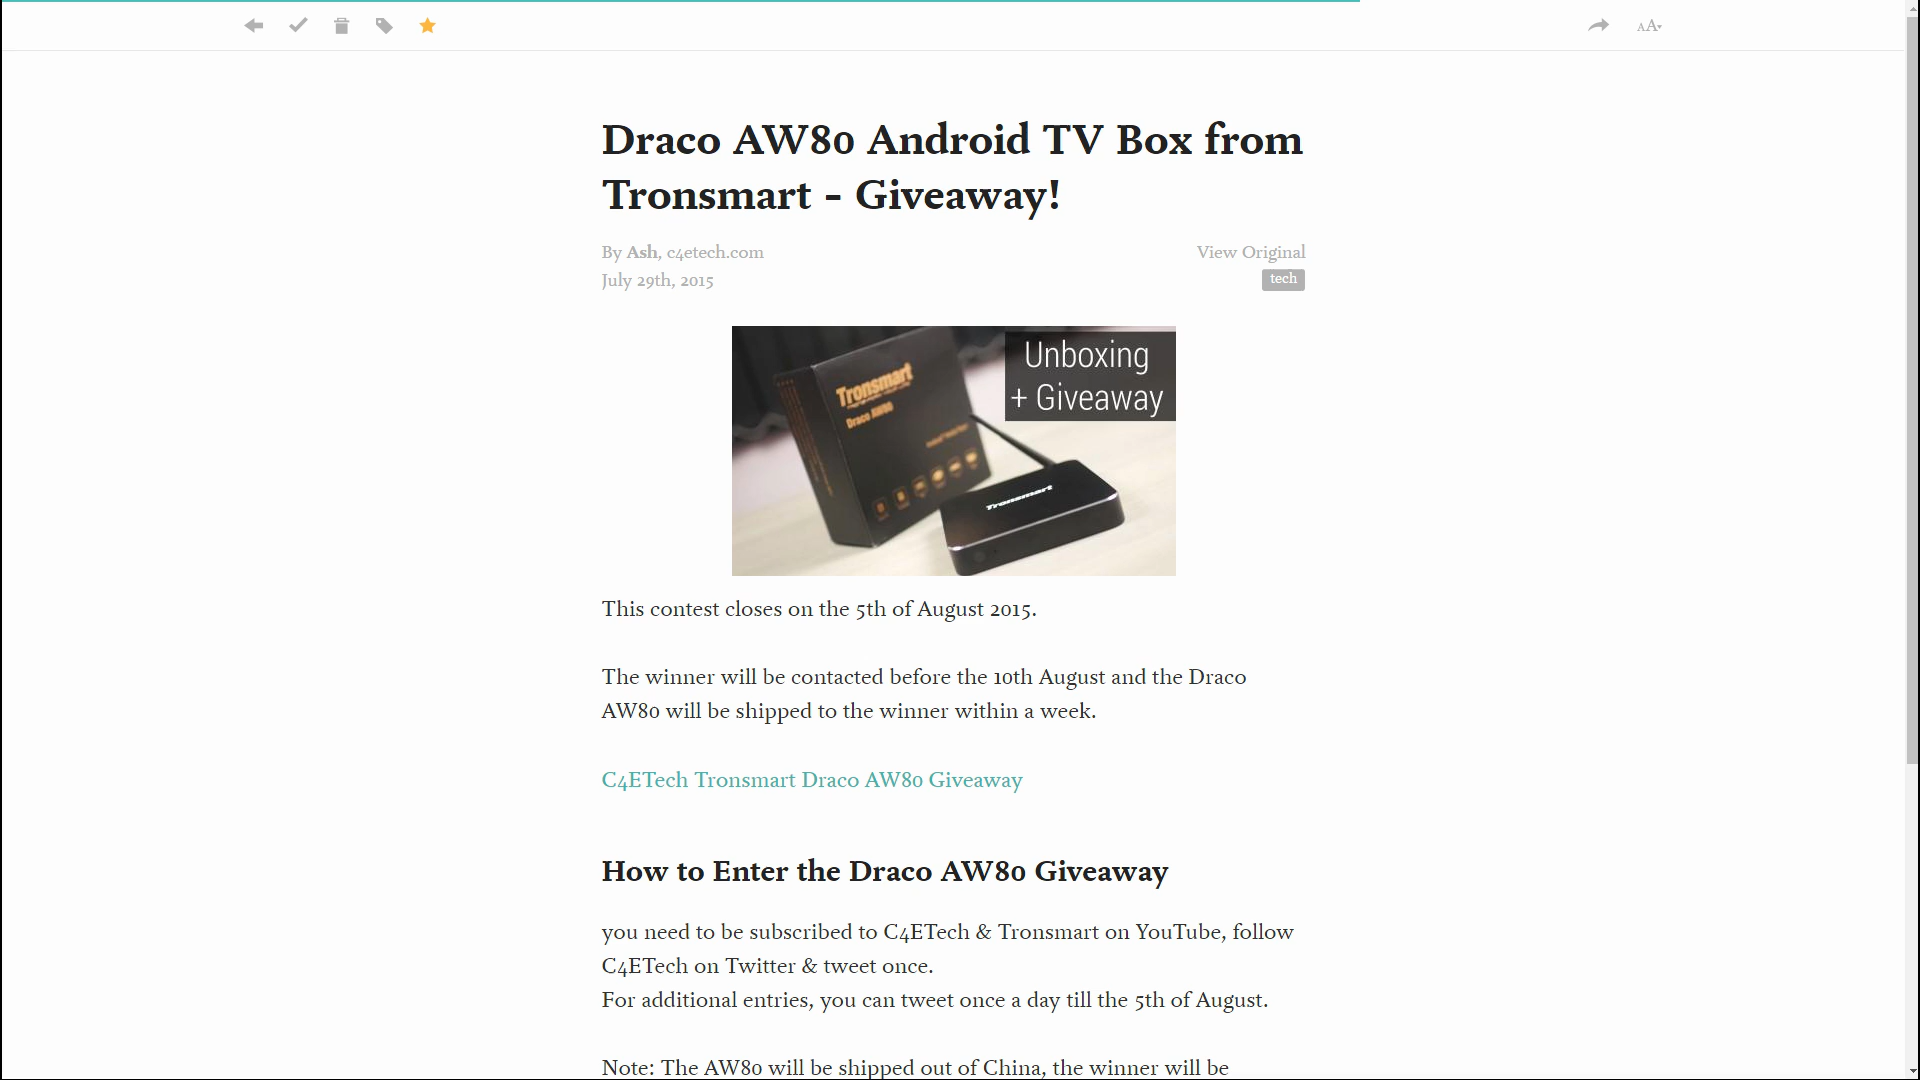 AA
Draco AW80 Android TV Box from
Tronsmart - Giveaway!
By Ash, c4etech.com
View Original
July 29th, 2015
tech
Unboxing
+ Giveaway
Tronsmart
Draco AW80
Tronsmart
This contest closes on the 5th of August 2015.
The winner will be contacted before the 10th August and the Draco
AW80 will be shipped to the winner within a week.
C4ETech Tronsmart Draco AW80 Giveaway
How to Enter the Draco AW80 Giveaway
you need to be subscribed to C4ETech & Tronsmart on YouTube, follow
C4ETech on Twitter & tweet once.
For additional entries, you can tweet once a day till the 5th of August.
Note: The AW80 will be shipped out of China, the winner will be